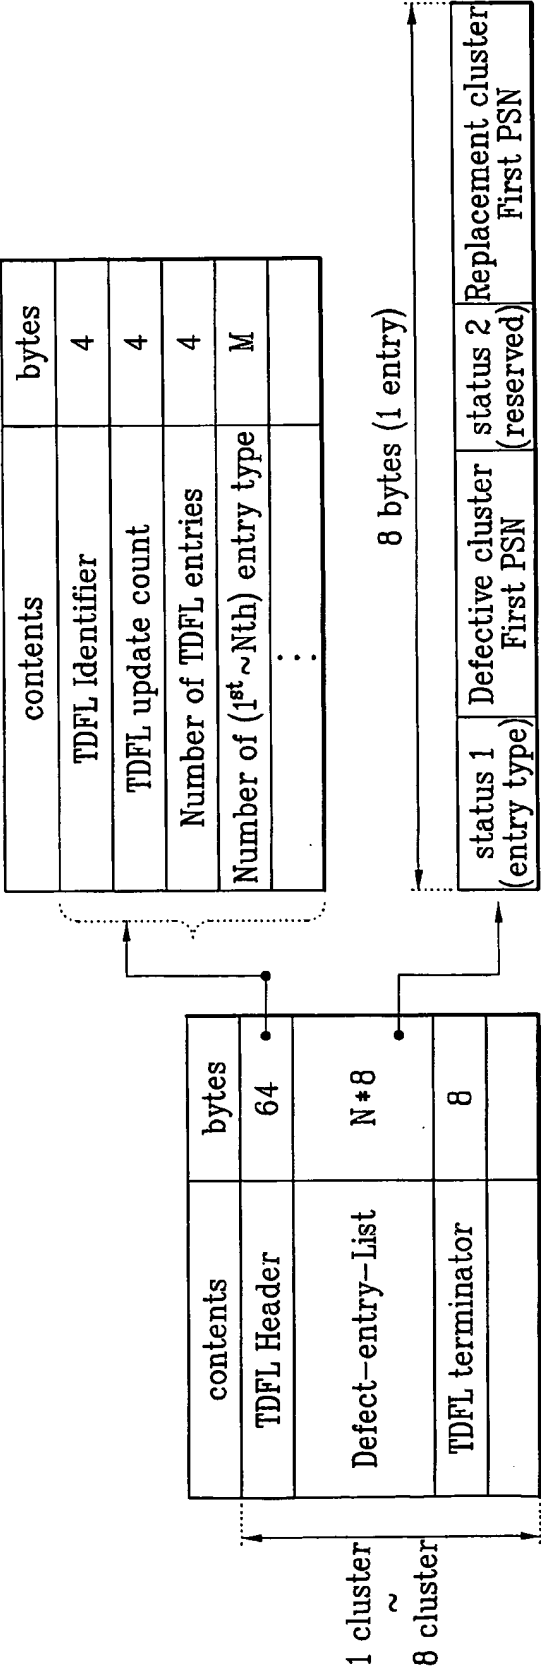 1 cluster
~
8 cluster
contents bytes
TDFL Header 64
Defect-entry-List N*8
TDFL terminator 8
contents bytes
TDFL Identifier 4
TDFL update count 4
Number of TDFL entries 4
Number of (1st~Nth) entry type M
⋮
8 bytes (1 entry)
status 1 Defective cluster status 2 Replacement cluster
(entry type) First PSN (reserved) First PSN